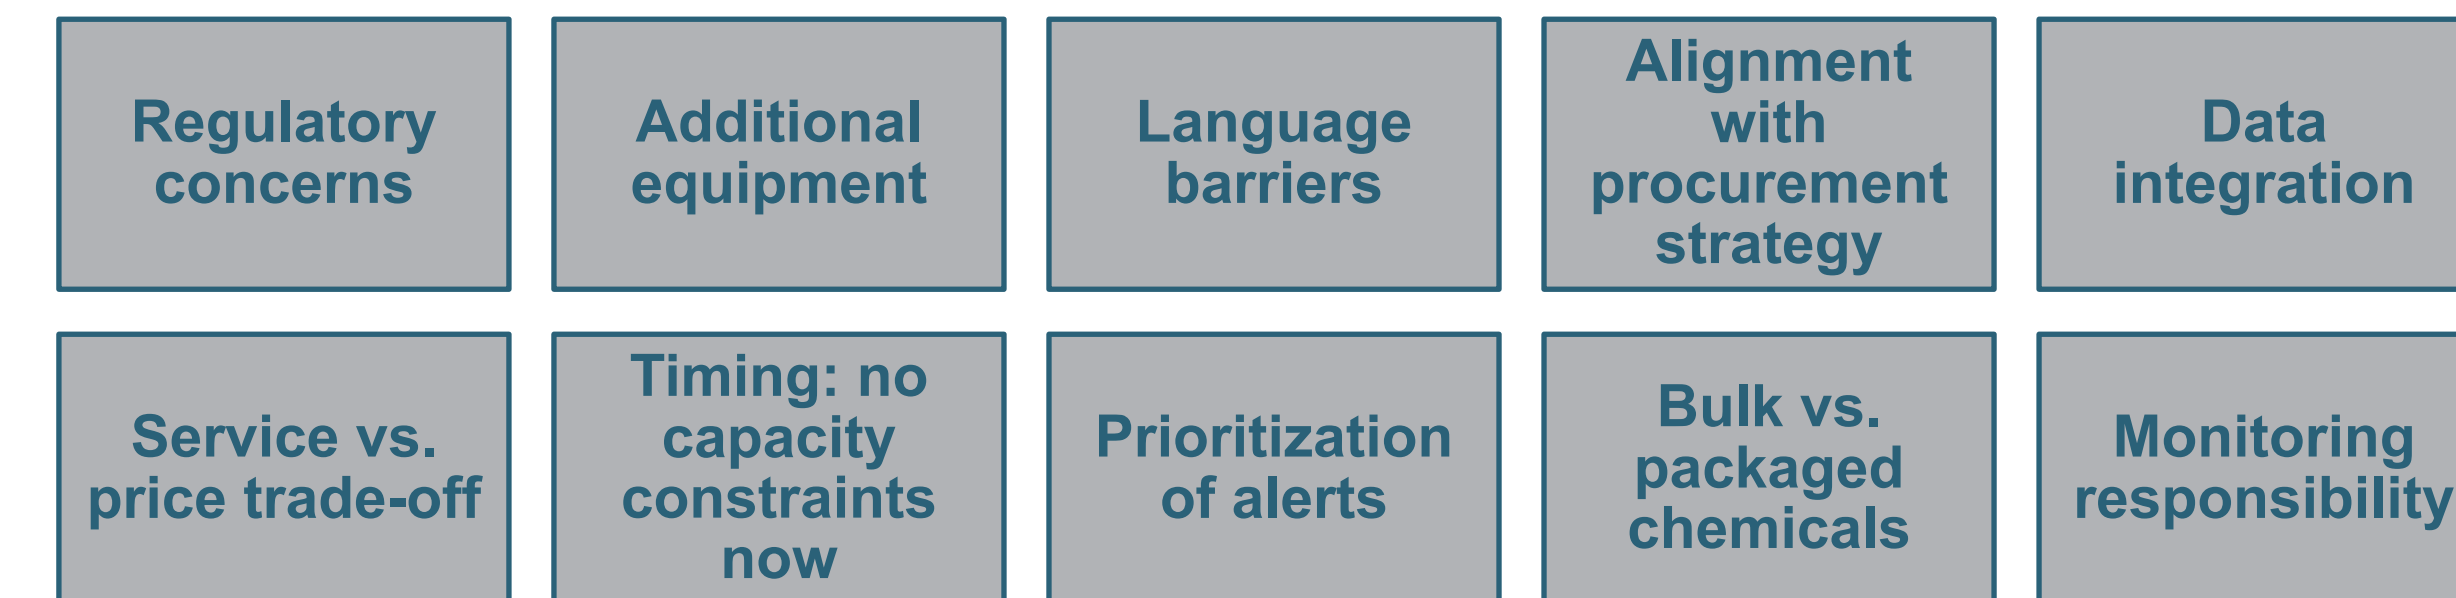 Regulatory
concerns
Additional
equipment
Language
barriers
Alignment
with
procurement
strategy
Data
integration
Service vs.
price trade-off
Timing: no
capacity
constraints
now
Prioritization
of alerts
Bulk vs.
packaged
chemicals
Monitoring
responsibility